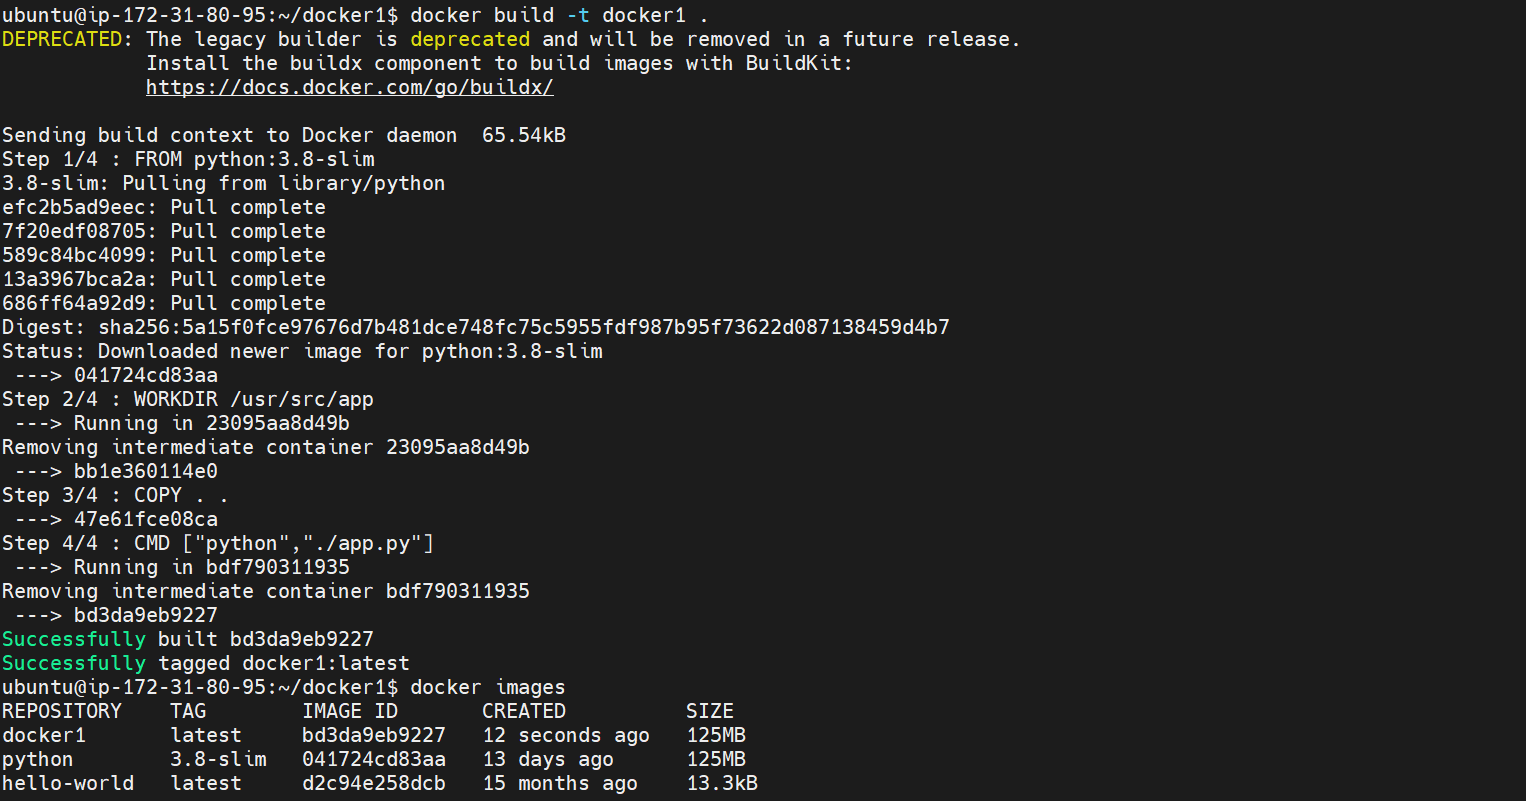 ubuntu@ip-172-31-80-95:~/docker1$ docker build -t docker1 .
DEPRECATED: The legacy builder is deprecated and will be removed in a future release.
            Install the buildx component to build images with BuildKit:
            https://docs.docker.com/go/buildx/

Sending build context to Docker daemon  65.54kB
Step 1/4 : FROM python:3.8-slim
3.8-slim: Pulling from library/python
efc2b5ad9eec: Pull complete
7f20edf08705: Pull complete
589c84bc4099: Pull complete
13a3967bca2a: Pull complete
686ff64a92d9: Pull complete
Digest: sha256:5a15f0fce97676d7b481dce748fc75c5955fdf987b95f73622d087138459d4b7
Status: Downloaded newer image for python:3.8-slim
 ---> 041724cd83aa
Step 2/4 : WORKDIR /usr/src/app
 ---> Running in 23095aa8d49b
Removing intermediate container 23095aa8d49b
 ---> bb1e360114e0
Step 3/4 : COPY . .
 ---> 47e61fce08ca
Step 4/4 : CMD ["python","./app.py"]
 ---> Running in bdf790311935
Removing intermediate container bdf790311935
 ---> bd3da9eb9227
Successfully built bd3da9eb9227
Successfully tagged docker1:latest
ubuntu@ip-172-31-80-95:~/docker1$ docker images
REPOSITORY    TAG        IMAGE ID       CREATED          SIZE
docker1       latest     bd3da9eb9227   12 seconds ago   125MB
python        3.8-slim   041724cd83aa   13 days ago      125MB
hello-world   latest     d2c94e258dcb   15 months ago    13.3kB